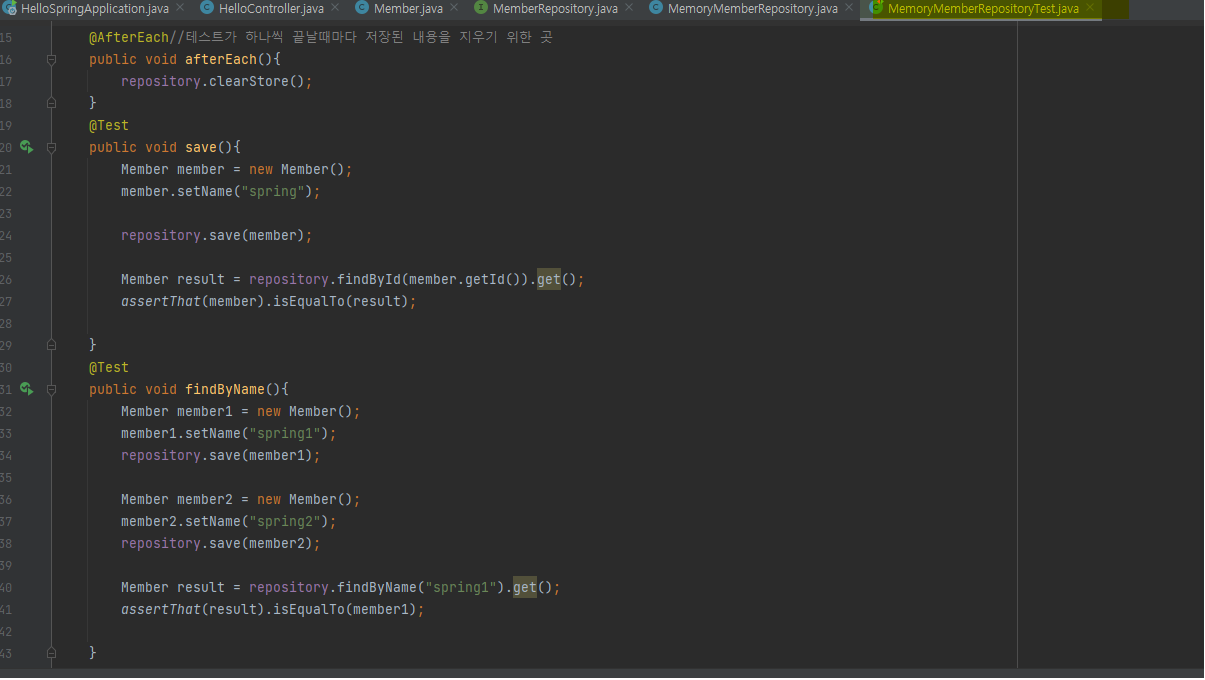 HelloSpringApplication.java HelloController.java Member.java MemberRepository.java MemoryMemberRepository.java MemoryMemberRepositoryTest.java
15 @AfterEach//테스트가 하나씩 끝날때마다 저장된 내용을 지우기 위한 곳
16 public void afterEach(){
17 repository.clearStore();
18 }
19 @Test
20 public void save(){
21 Member member = new Member();
22 member.setName("spring");
23
24 repository.save(member);
25
26 Member result = repository.findById(member.getId()).get();
27 assertThat(member).isEqualTo(result);
28
29 }
30 @Test
31 public void findByName(){
32 Member member1 = new Member();
33 member1.setName("spring1");
34 repository.save(member1);
35
36 Member member2 = new Member();
37 member2.setName("spring2");
38 repository.save(member2);
39
40 Member result = repository.findByName("spring1").get();
41 assertThat(result).isEqualTo(member1);
42
43 }